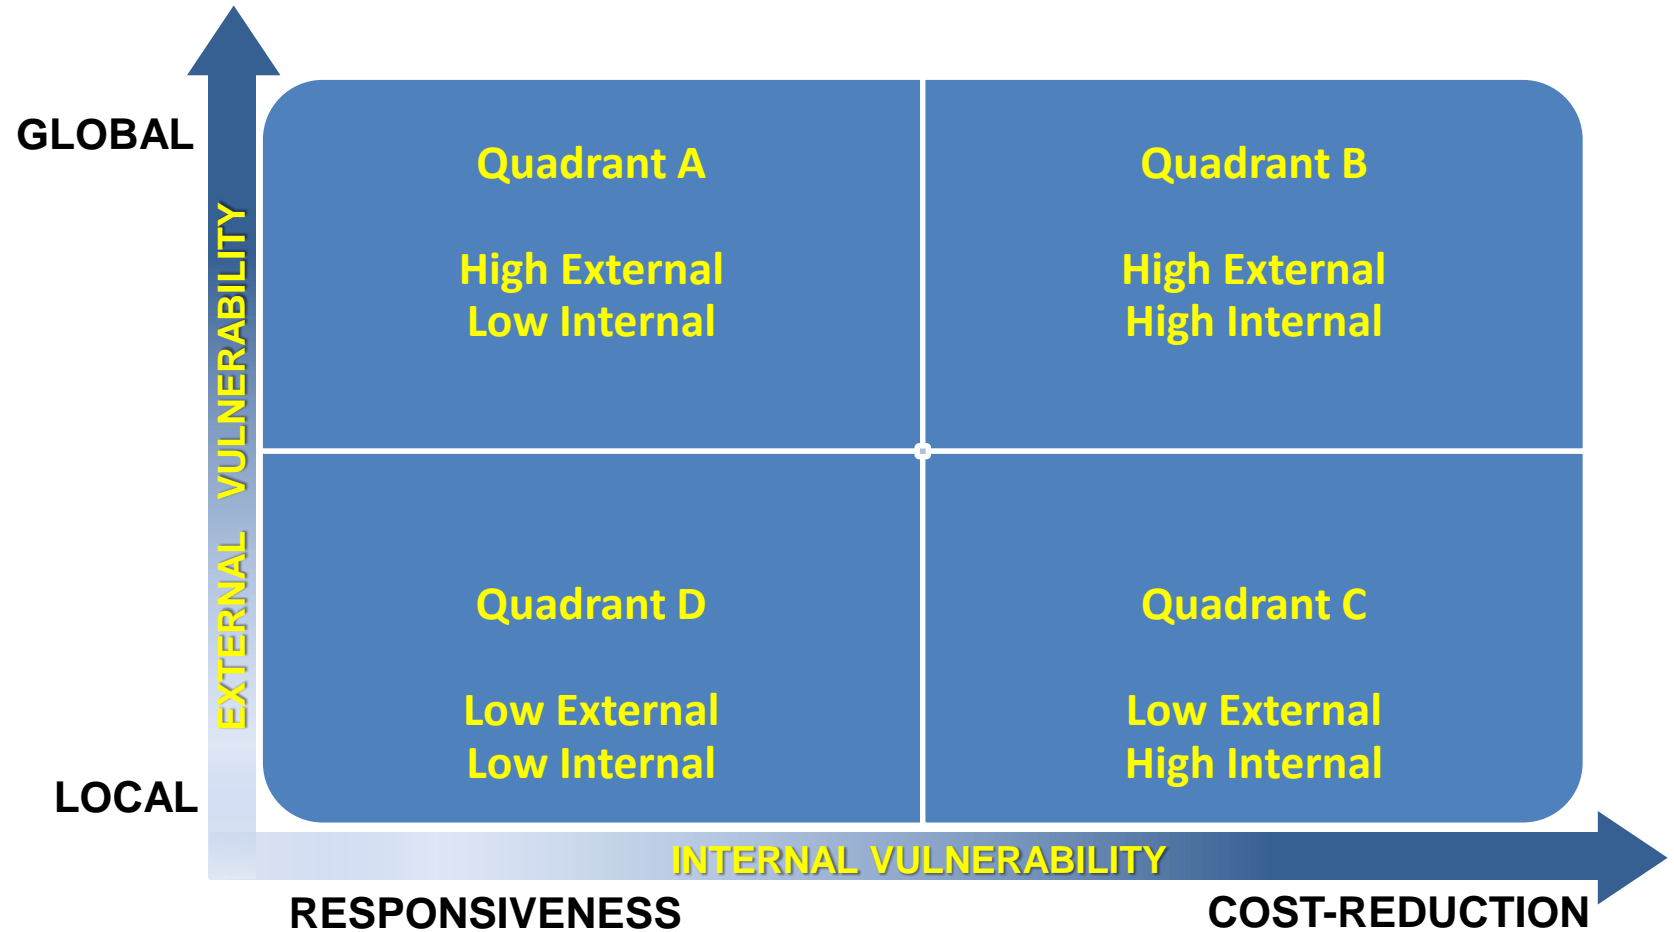 GLOBAL
EXTERNAL VULNERABILITY
LOCAL
Quadrant A
High External
Low Internal
Quadrant B
High External
High Internal
Quadrant D
Low External
Low Internal
Quadrant C
Low External
High Internal
INTERNAL VULNERABILITY
RESPONSIVENESS
COST-REDUCTION